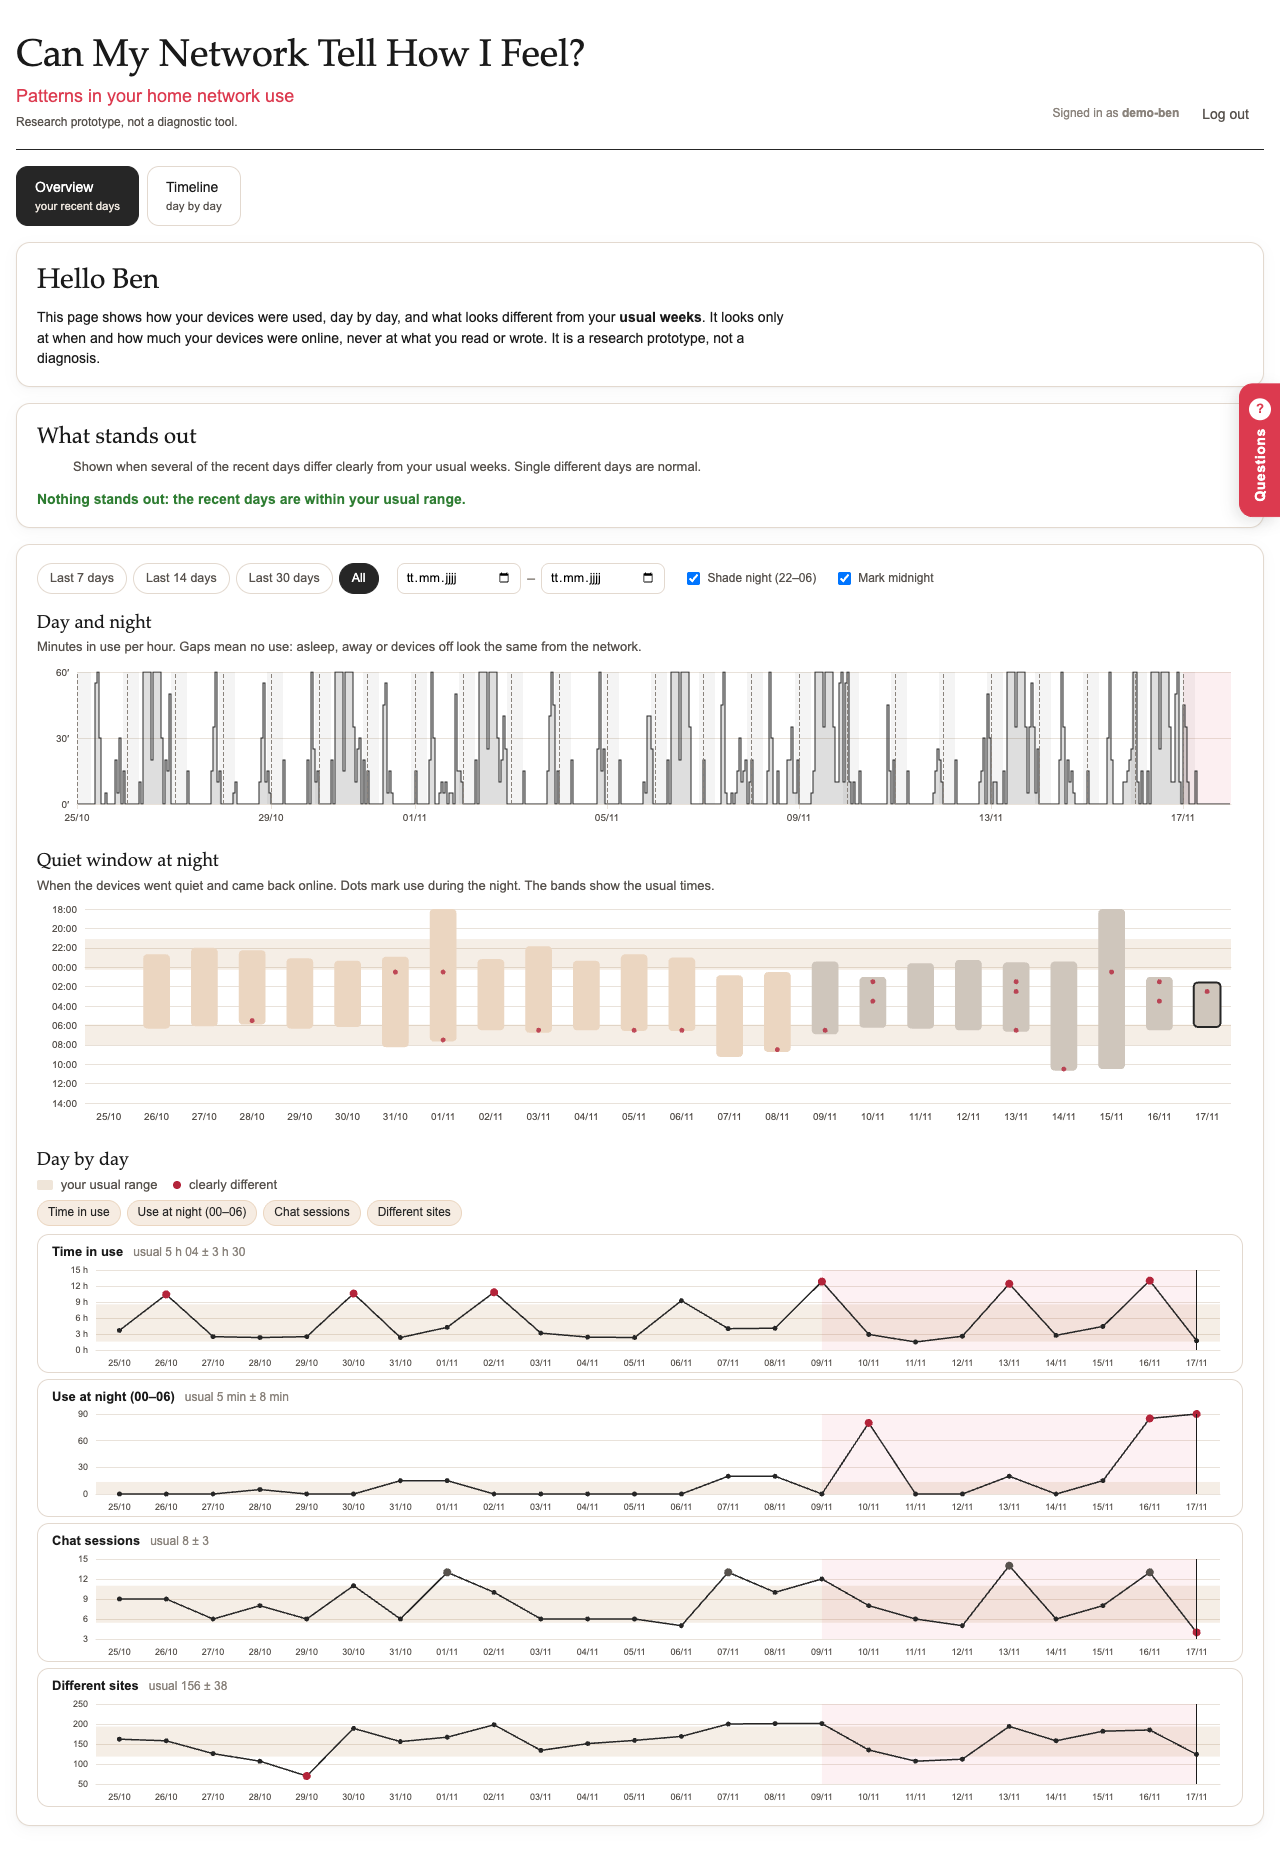 Can My Network Tell How I Feel?
Patterns in your home network use
Research prototype, not a diagnostic tool.
Signed in as demo-ben
Log out
Overview
your recent days
Timeline
day by day
Hello Ben
This page shows how your devices were used, day by day, and what looks different from your usual weeks. It looks only
at when and how much your devices were online, never at what you read or wrote. It is a research prototype, not a
diagnosis.
Questions ?
What stands out
Shown when several of the recent days differ clearly from your usual weeks. Single different days are normal.
Nothing stands out: the recent days are within your usual range.
Last 7 days
Last 14 days
Last 30 days
All
tt.mm.jjjj – tt.mm.jjjj
Shade night (22–06)
Mark midnight
Day and night
Minutes in use per hour. Gaps mean no use: asleep, away or devices off look the same from the network.
60'
30'
0'
25/10 29/10 01/11 05/11 09/11 13/11 17/11
Quiet window at night
When the devices went quiet and came back online. Dots mark use during the night. The bands show the usual times.
18:00
20:00
22:00
00:00
02:00
04:00
06:00
08:00
10:00
12:00
14:00
25/10 26/10 27/10 28/10 29/10 30/10 31/10 01/11 02/11 03/11 04/11 05/11 06/11 07/11 08/11 09/11 10/11 11/11 12/11 13/11 14/11 15/11 16/11 17/11
Day by day
your usual range
clearly different
Time in use
Use at night (00–06)
Chat sessions
Different sites
Time in use usual 5 h 04 ± 3 h 30
15 h
12 h
9 h
6 h
3 h
0 h
25/10 26/10 27/10 28/10 29/10 30/10 31/10 01/11 02/11 03/11 04/11 05/11 06/11 07/11 08/11 09/11 10/11 11/11 12/11 13/11 14/11 15/11 16/11 17/11
Use at night (00–06) usual 5 min ± 8 min
90
60
30
0
25/10 26/10 27/10 28/10 29/10 30/10 31/10 01/11 02/11 03/11 04/11 05/11 06/11 07/11 08/11 09/11 10/11 11/11 12/11 13/11 14/11 15/11 16/11 17/11
Chat sessions usual 8 ± 3
15
12
9
6
3
25/10 26/10 27/10 28/10 29/10 30/10 31/10 01/11 02/11 03/11 04/11 05/11 06/11 07/11 08/11 09/11 10/11 11/11 12/11 13/11 14/11 15/11 16/11 17/11
Different sites usual 156 ± 38
250
200
150
100
50
25/10 26/10 27/10 28/10 29/10 30/10 31/10 01/11 02/11 03/11 04/11 05/11 06/11 07/11 08/11 09/11 10/11 11/11 12/11 13/11 14/11 15/11 16/11 17/11